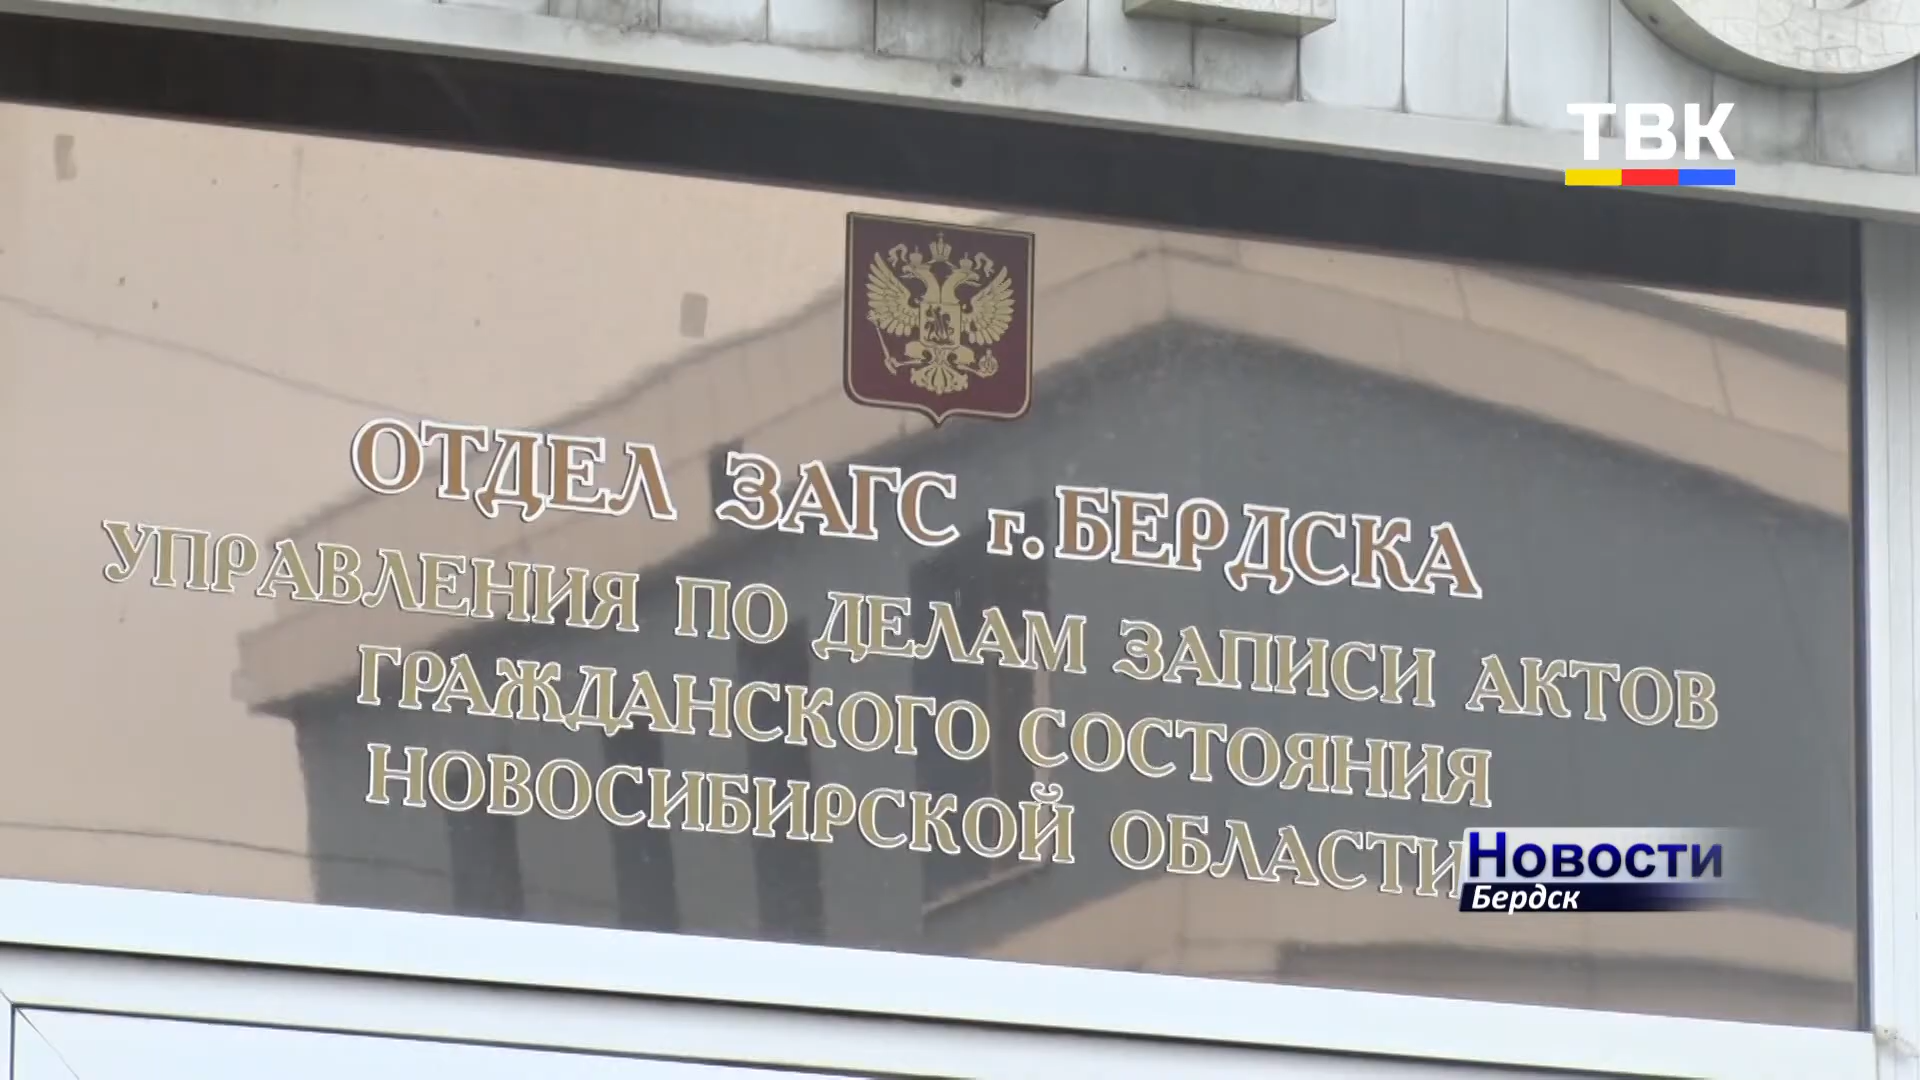 ТВК
ОТДЕЛ ЗАГС г.БЕРДСКА
УПРАВЛЕНИЯ ПО ДЕЛАМ ЗАПИСИ АКТОВ
ГРАЖДАНСКОГО СОСТОЯНИЯ
НОВОСИБИРСКОЙ ОБЛАСТИ
Новости
Бердск